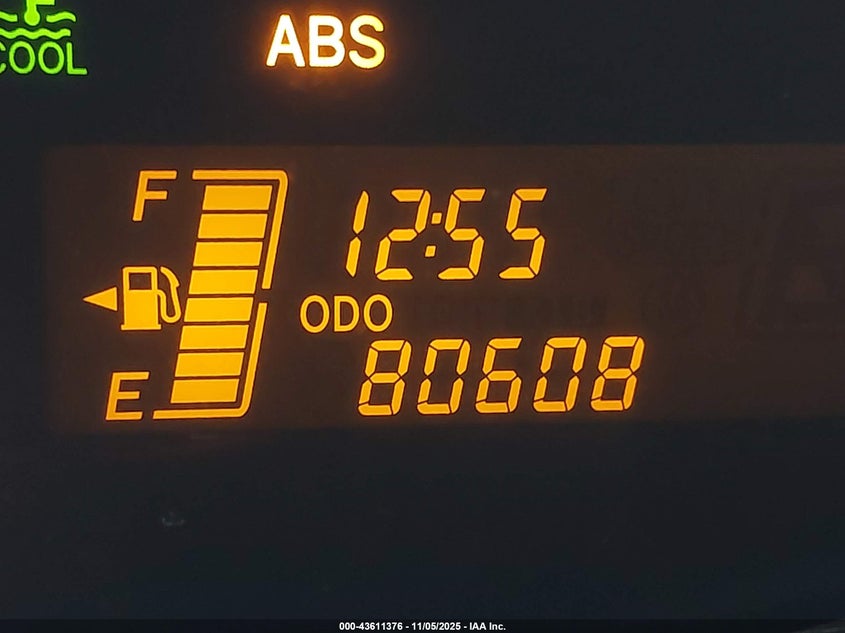 COOL
ABS
F
12:55
ODO
80608
E
000-43611376 - 11/05/2025 - IAA Inc.